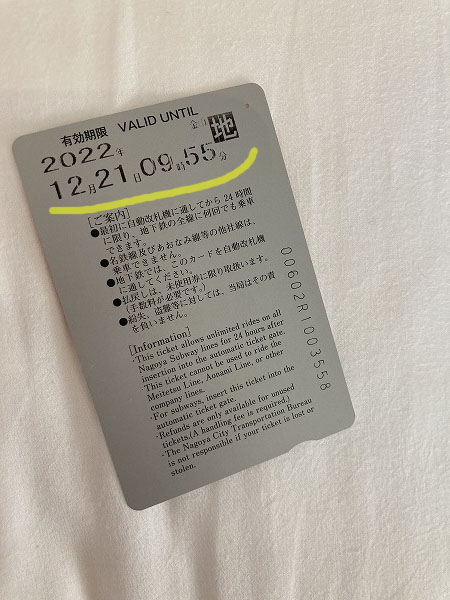 有効期限 VALID UNTIL
2022年 金 地
12月21日09時55分
[ご案内]
●最初に自動改札機に通してから24時間
に限り、地下鉄の全線に何回でも乗車
できます。
●名鉄線及びあおなみ線等の他社線は、
乗車できません。
●地下鉄では、このカードを自動改札機
に通してください。
●払戻しは、未使用券に限り取扱います。
(手数料が必要です。)
●紛失、盗難等に対しては、当局はその責
を負いません。
[Information]
・This ticket allows unlimited rides on all
Nagoya Subway lines for 24 hours after
insertion into the automatic ticket gate.
・This ticket cannot be used to ride the
Meitetsu Line, Aonami Line, or other
company lines.
・For subways, insert this ticket into the
automatic ticket gate.
・Refunds are only available for unused
tickets.(A handling fee is required.)
・The Nagoya City Transportation Bureau
is not responsible if your ticket is lost or
stolen.
00602R1003558